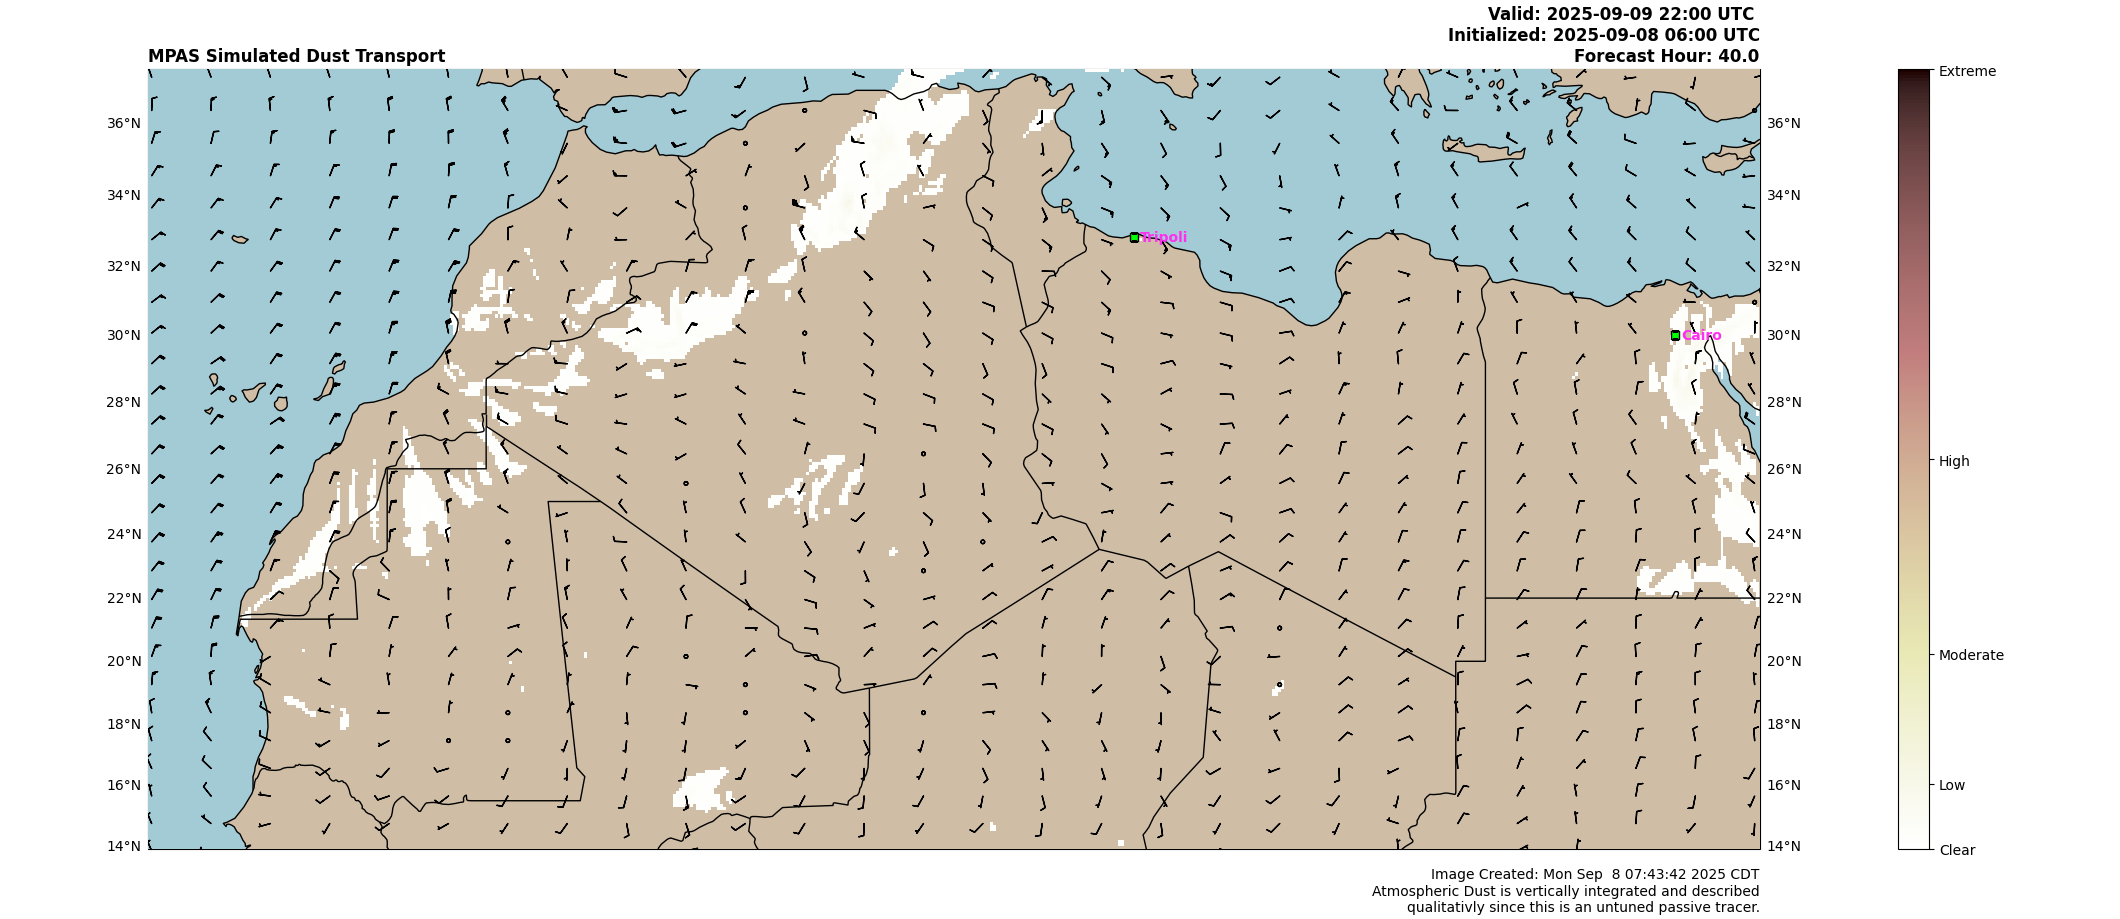 Valid: 2025-09-09 22:00 UTC
Initialized: 2025-09-08 06:00 UTC
MPAS Simulated Dust Transport
Forecast Hour: 40.0
Extreme
36°N
36°N
34°N
34°N
Tripoli
32°N
32°N
30°N
Cairo
30°N
28°N
28°N
26°N
26°N
High
24°N
24°N
22°N
22°N
20°N
20°N
Moderate
18°N
18°N
16°N
16°N
Low
14°N
14°N
Clear
Image Created: Mon Sep  8 07:43:42 2025 CDT
Atmospheric Dust is vertically integrated and described
qualitativly since this is an untuned passive tracer.